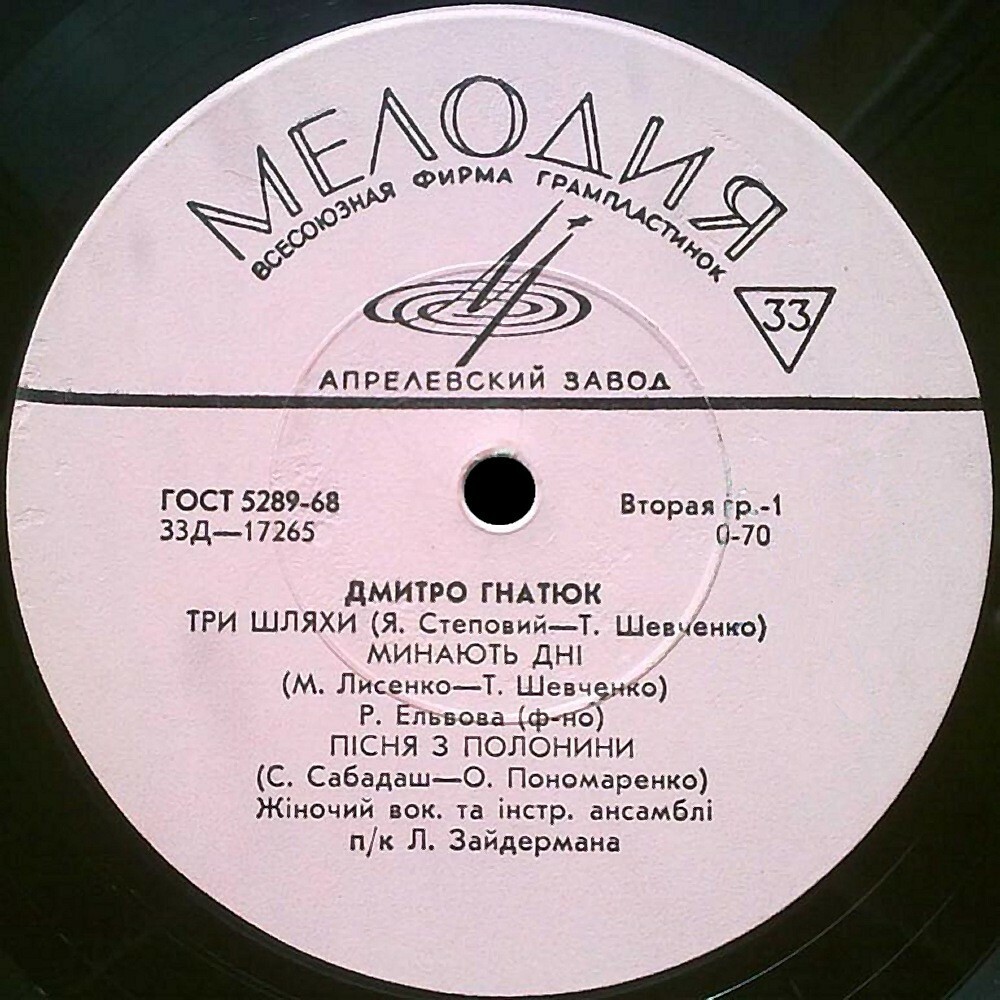 МЕЛОДИЯ
ВСЕСОЮЗНАЯ ФИРМА ГРАМПЛАСТИНОК
33
АПРЕЛЕВСКИЙ ЗАВОД
ГОСТ 5289-68 Вторая гр.-1
33Д—17265 0-70
ДМИТРО ГНАТЮК
ТРИ ШЛЯХИ (Я. Степовий—Т. Шевченко)
МИНАЮТЬ ДНІ
(М. Лисенко—Т. Шевченко)
Р. Ельвова (ф-но)
ПІСНЯ З ПОЛОНИНИ
(С. Сабадаш—О. Пономаренко)
Жіночий вок. та інстр. ансамблі
п/к Л. Зайдермана